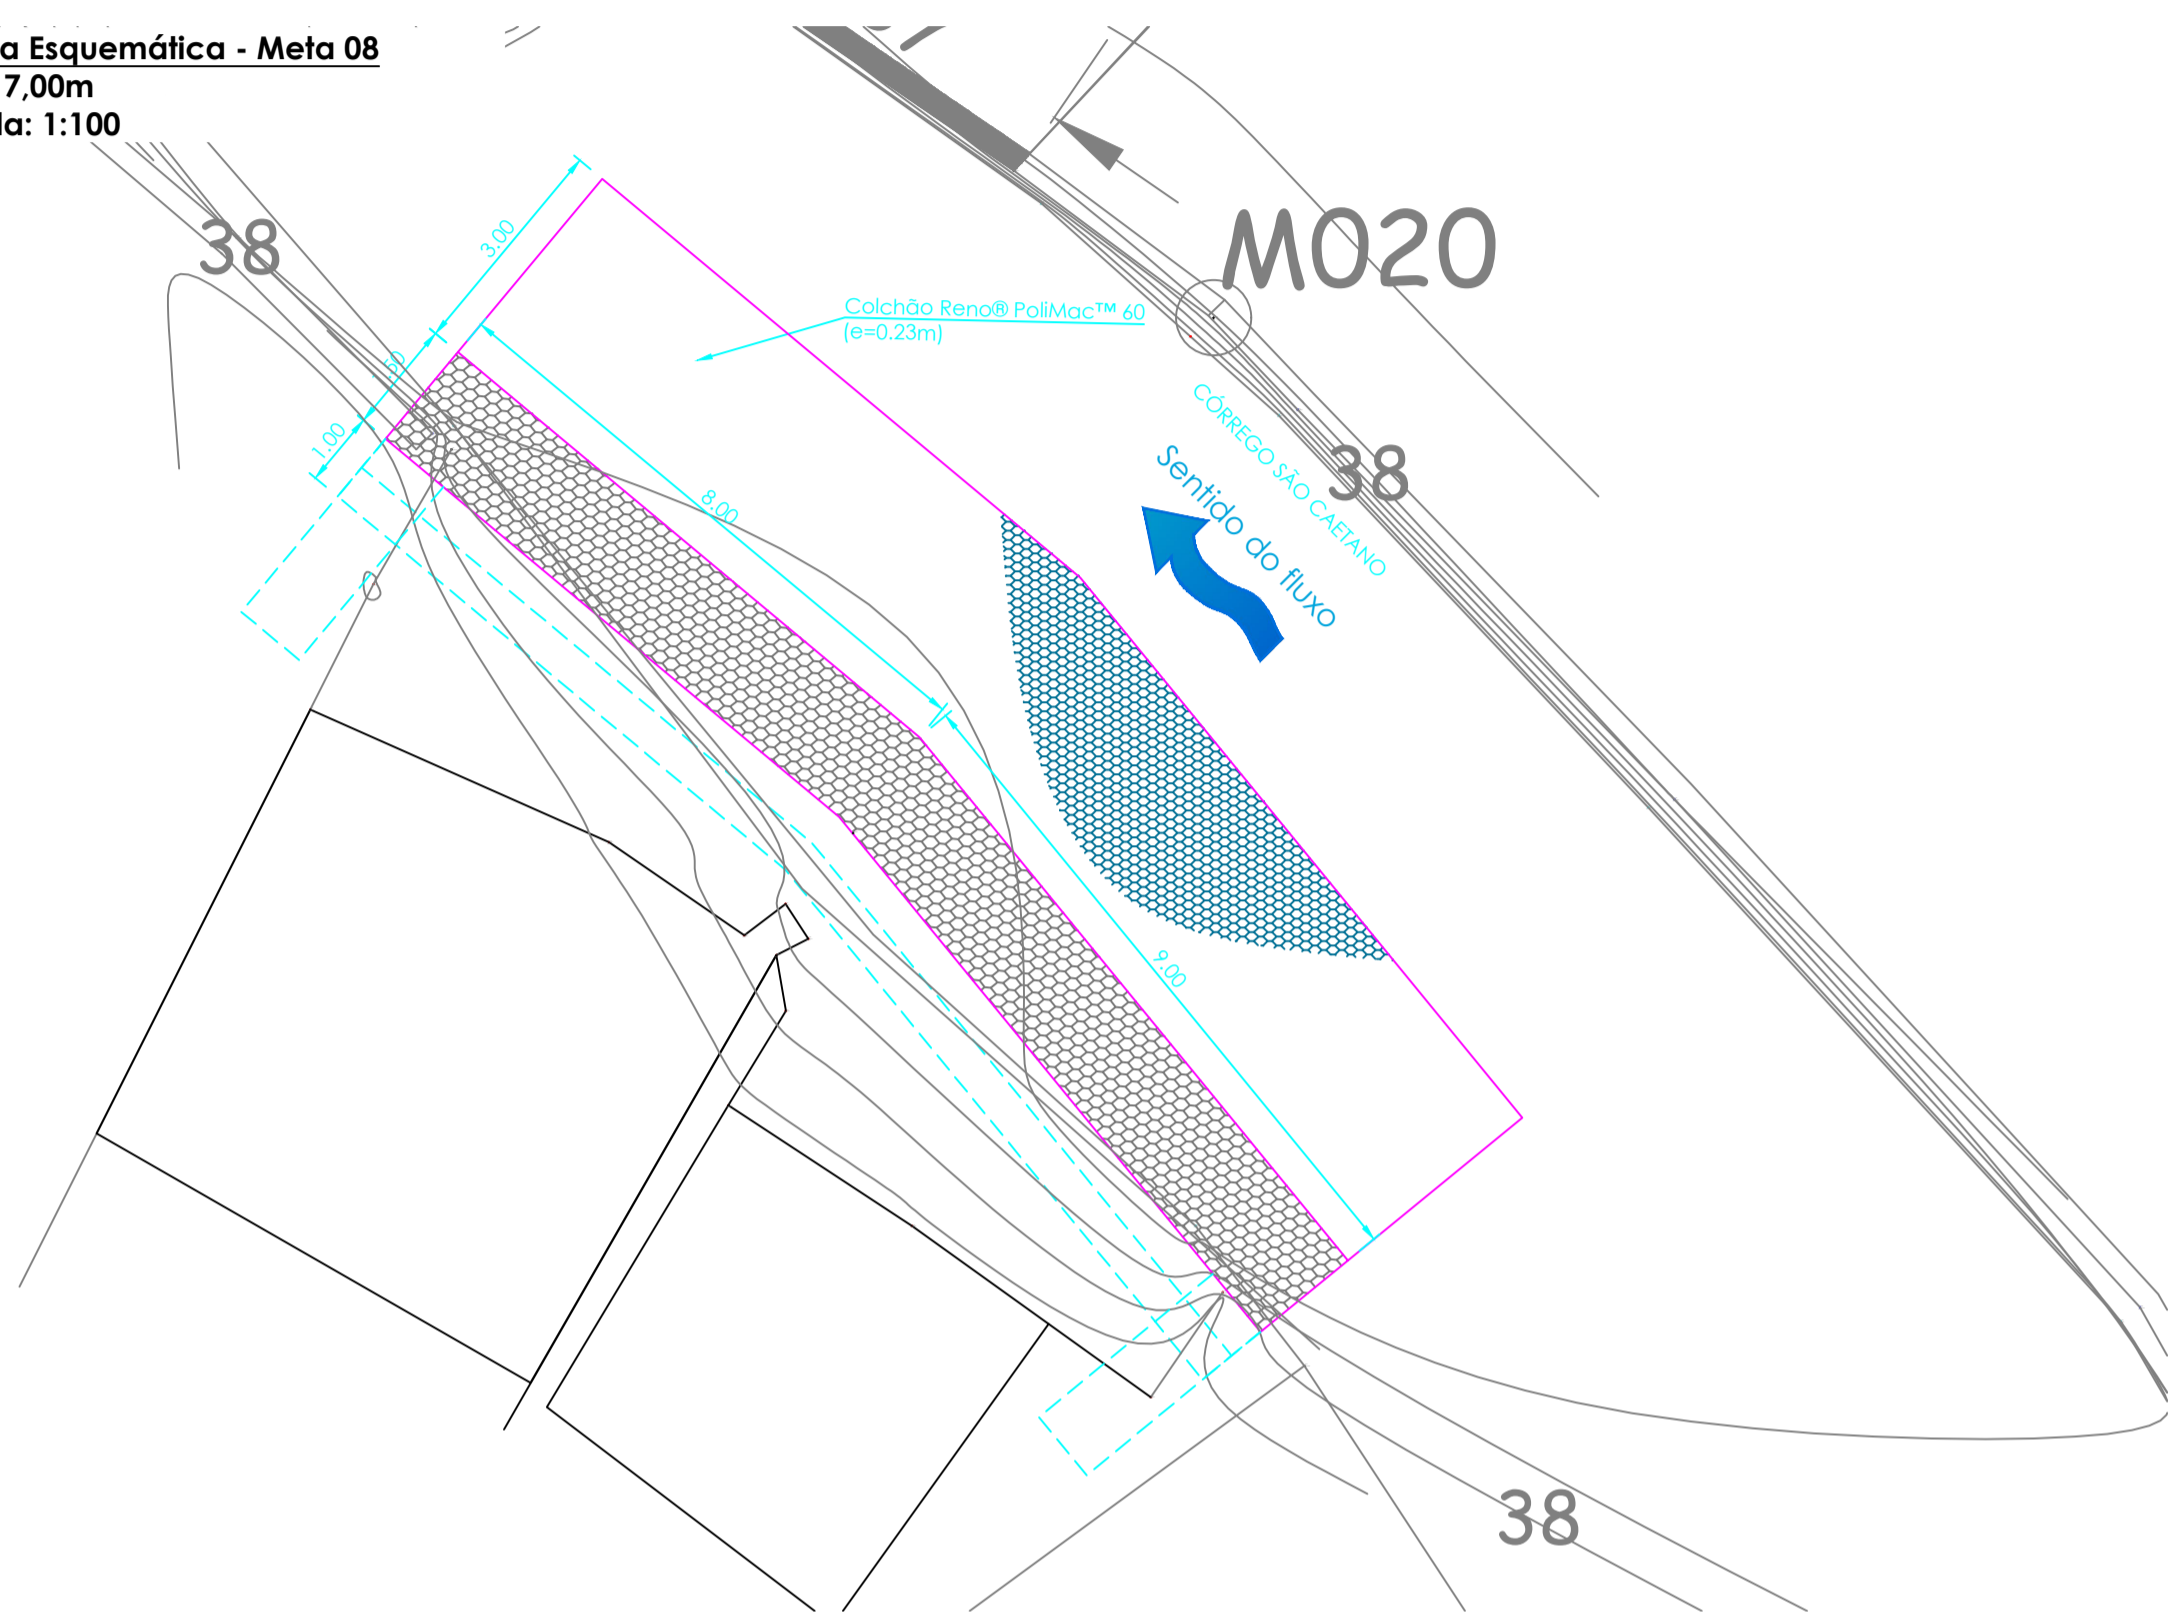 a Esquemática - Meta 08
7,00m
la: 1:100
38
3.00
M020
Colchão Reno® PoliMac™ 60
(e=0.23m)
.50
1.00
CÓRREGO SÃO CAETANO
38
Sentido do fluxo
8.00
9.00
38